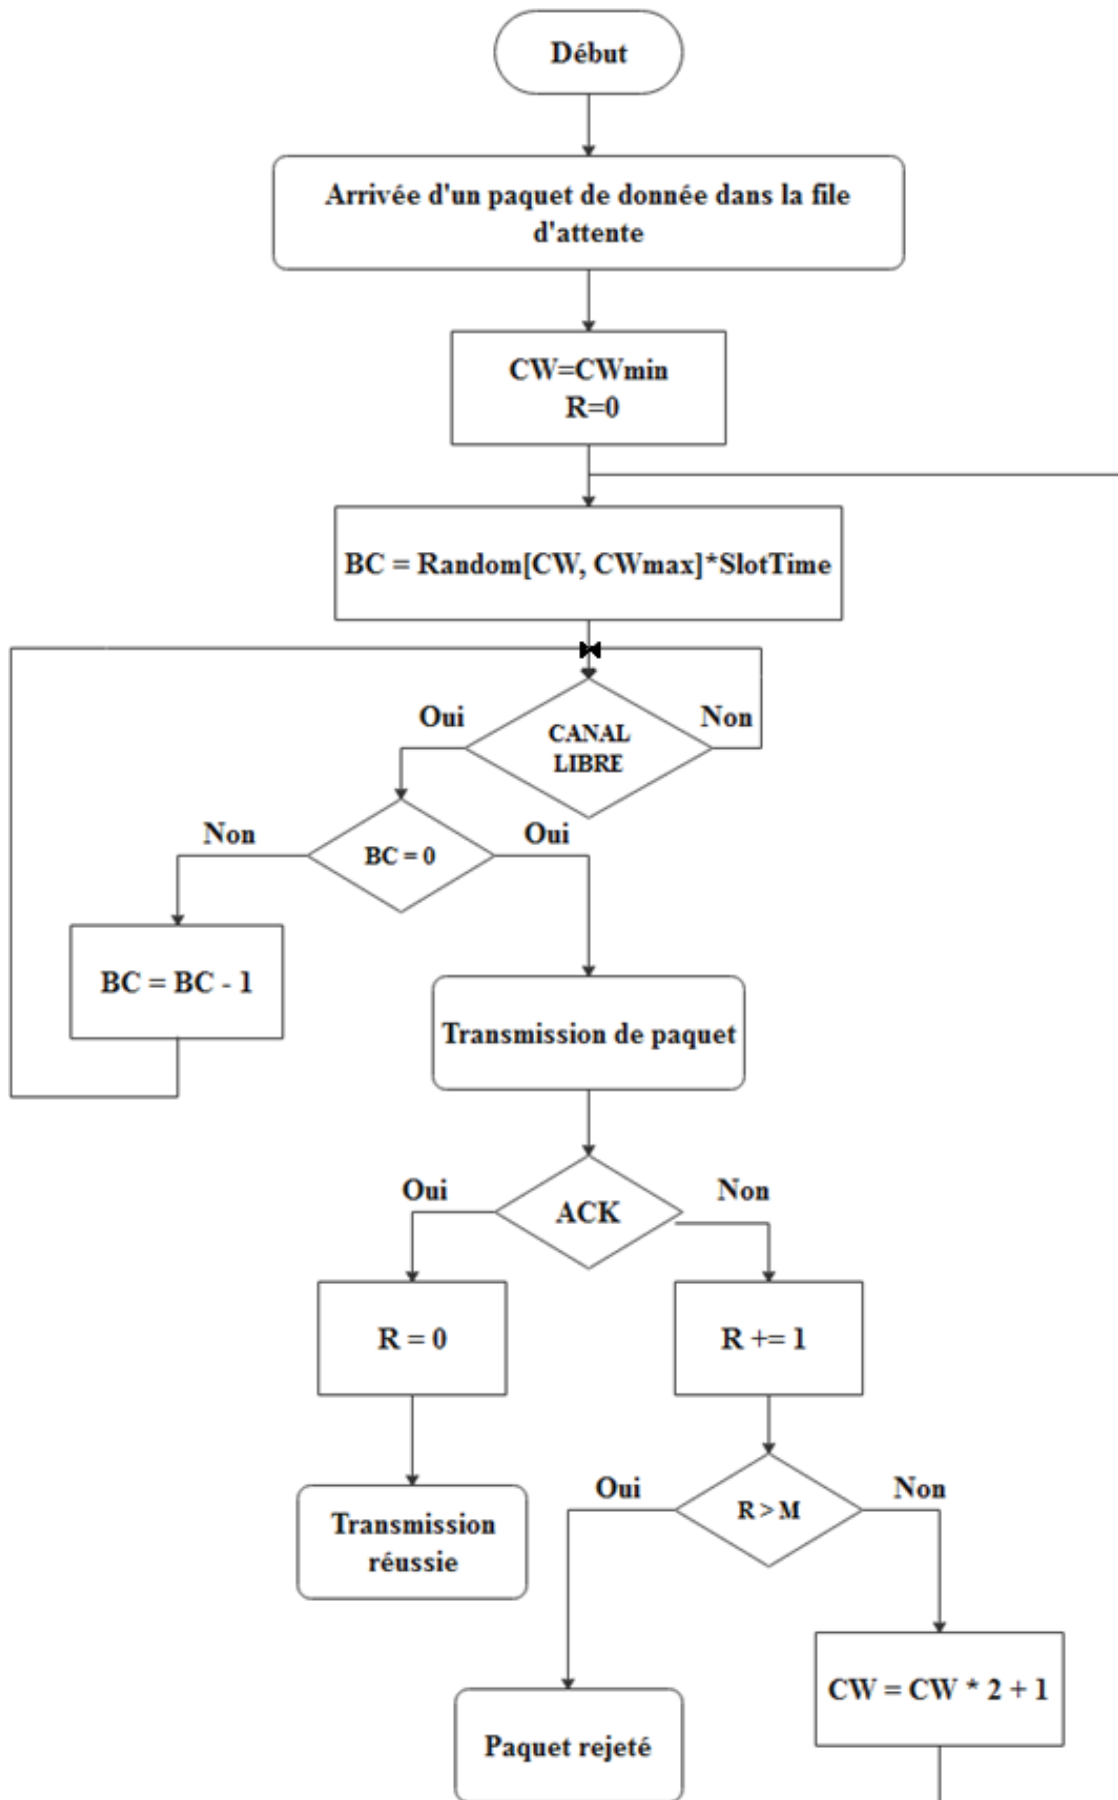 Début
Arrivée d'un paquet de donnée dans la file
d'attente
CW=CWmin
R=0
BC = Random[CW, CWmax]*SlotTime
Oui
Non
CANAL
LIBRE
Non
Oui
BC = 0
BC = BC - 1
Transmission de paquet
Oui
Non
ACK
R = 0
R += 1
Oui
Non
R > M
Transmission
réussie
CW = CW * 2 + 1
Paquet rejeté